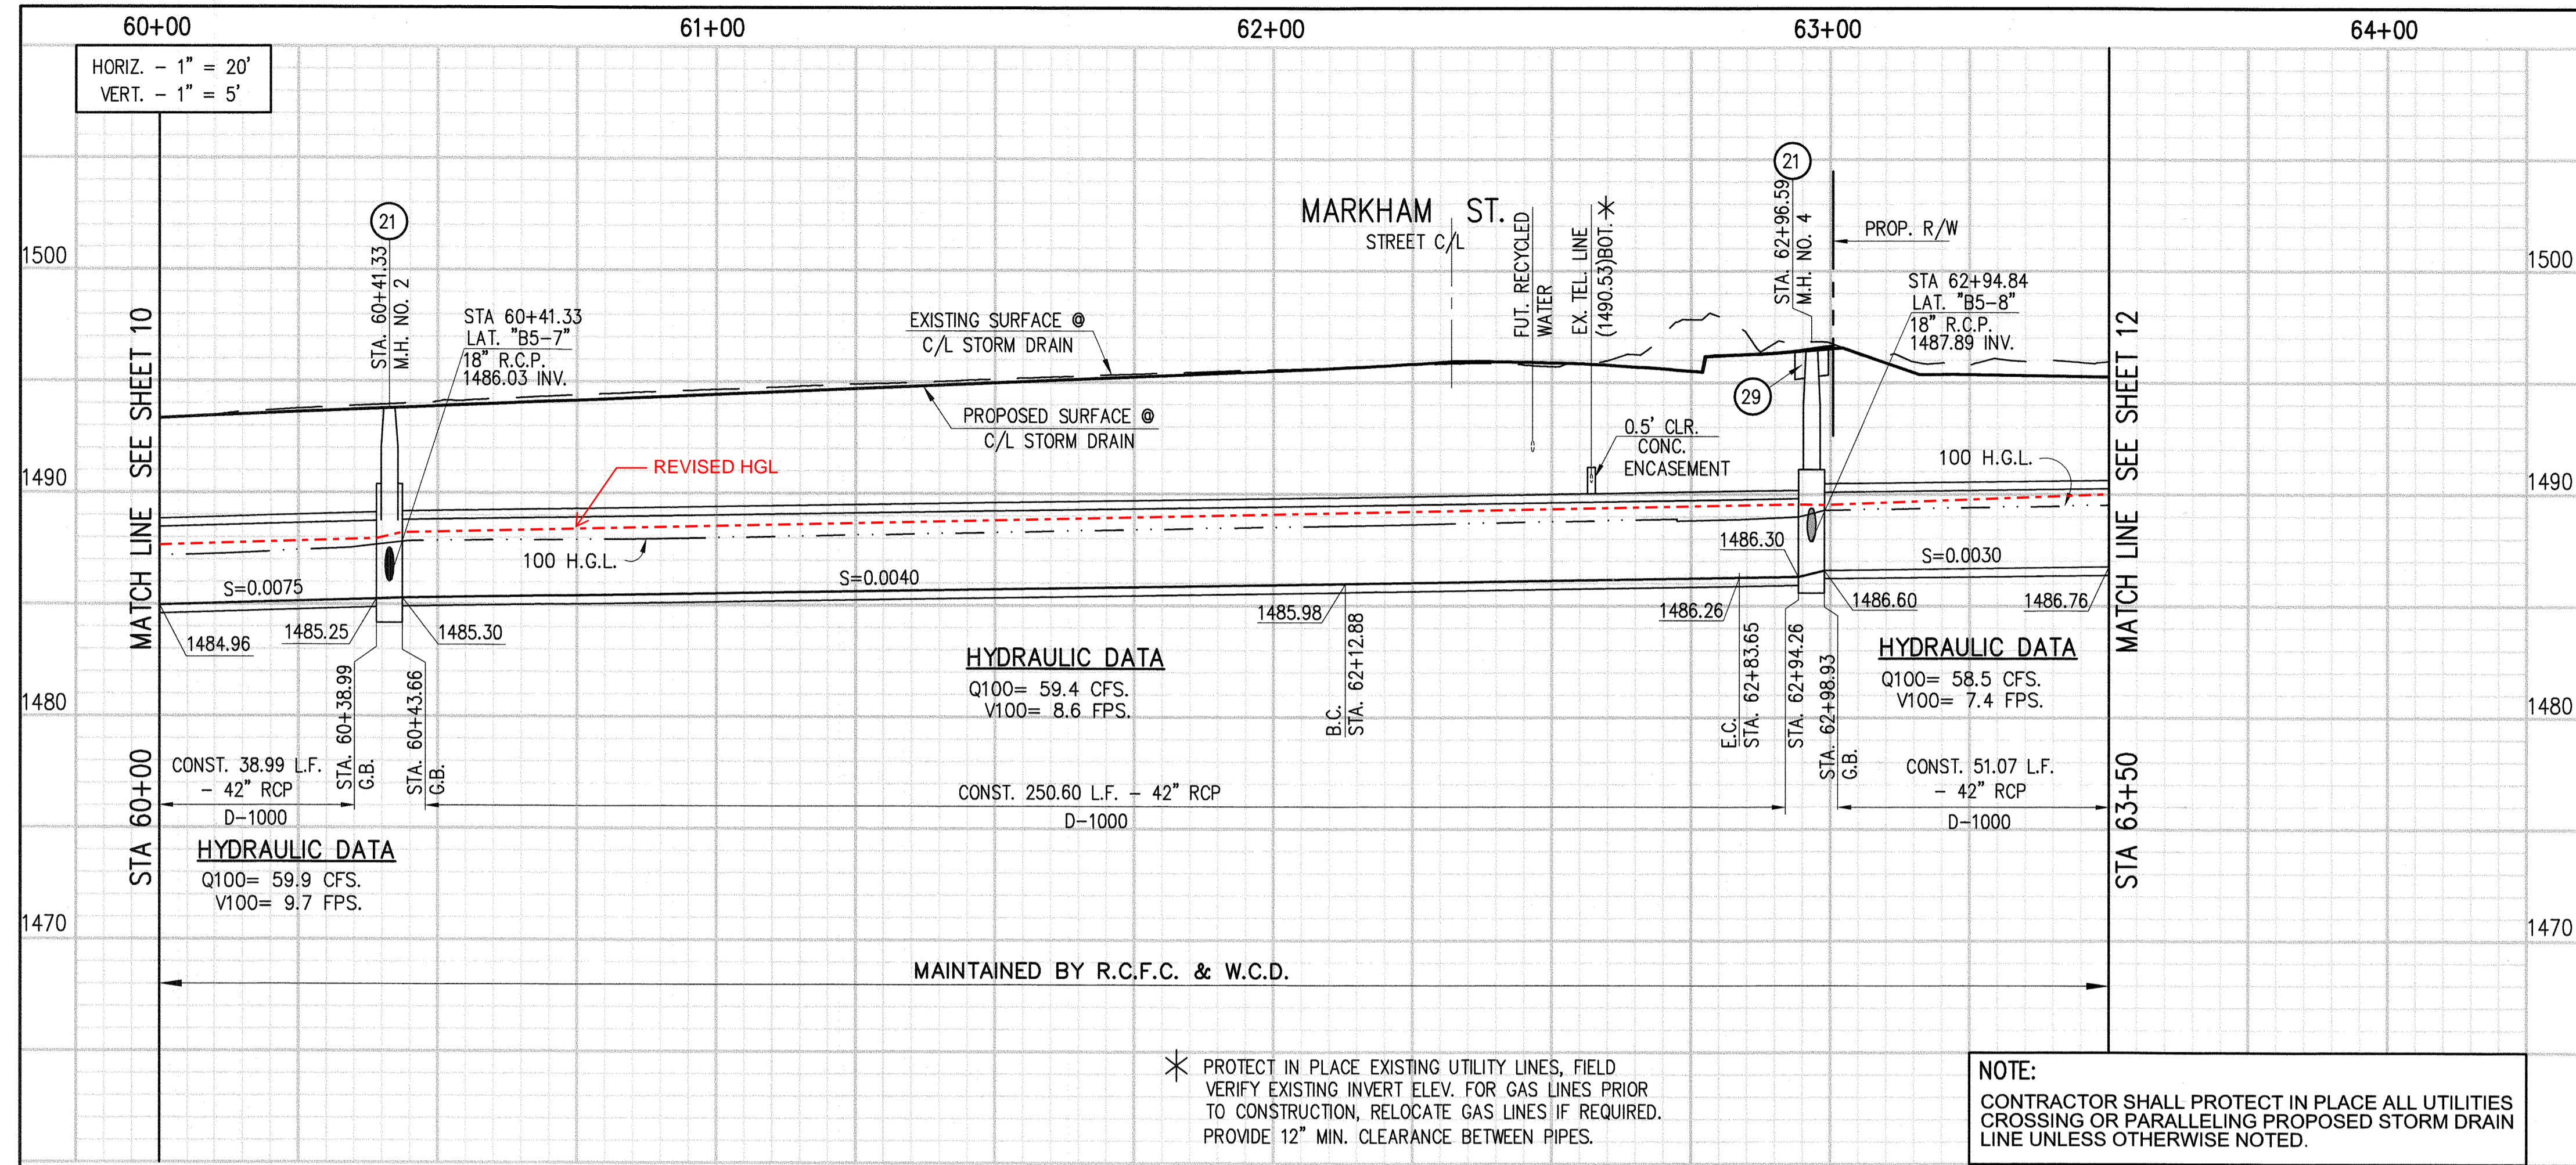 60+00
61+00
62+00
63+00
64+00
HORIZ. - 1" = 20'
VERT. - 1" = 5'
1500
1490
1480
1470
1500
1490
1480
1470
MATCH LINE SEE SHEET 10
STA 60+00
21
STA. 60+41.33
M.H. NO. 2
STA 60+41.33
LAT. "B5-7"
18" R.C.P.
1486.03 INV.
EXISTING SURFACE @
C/L STORM DRAIN
PROPOSED SURFACE @
C/L STORM DRAIN
REVISED HGL
100 H.G.L.
MARKHAM ST.
STREET C/L
FUT. RECYCLED
WATER
EX. TEL. LINE
(1490.53)BOT. *
0.5' CLR.
CONC.
ENCASEMENT
21
STA. 62+96.59
M.H. NO. 4
PROP. R/W
STA 62+94.84
LAT. "B5-8"
18" R.C.P.
1487.89 INV.
29
100 H.G.L.
MATCH LINE SEE SHEET 12
STA 63+50
S=0.0075
S=0.0040
S=0.0030
1484.96
1485.25
1485.30
1485.98
1486.26
1486.30
1486.60
1486.76
STA. 60+38.99
G.B.
STA. 60+43.66
G.B.
B.C.
STA. 62+12.88
E.C.
STA. 62+83.65
STA. 62+94.26
STA. 62+98.93
G.B.
HYDRAULIC DATA
Q100= 59.4 CFS.
V100= 8.6 FPS.
HYDRAULIC DATA
Q100= 58.5 CFS.
V100= 7.4 FPS.
CONST. 38.99 L.F.
- 42" RCP
D-1000
CONST. 250.60 L.F. - 42" RCP
D-1000
CONST. 51.07 L.F.
- 42" RCP
D-1000
HYDRAULIC DATA
Q100= 59.9 CFS.
V100= 9.7 FPS.
MAINTAINED BY R.C.F.C. & W.C.D.
* PROTECT IN PLACE EXISTING UTILITY LINES, FIELD
VERIFY EXISTING INVERT ELEV. FOR GAS LINES PRIOR
TO CONSTRUCTION, RELOCATE GAS LINES IF REQUIRED.
PROVIDE 12" MIN. CLEARANCE BETWEEN PIPES.
NOTE:
CONTRACTOR SHALL PROTECT IN PLACE ALL UTILITIES
CROSSING OR PARALLELING PROPOSED STORM DRAIN
LINE UNLESS OTHERWISE NOTED.